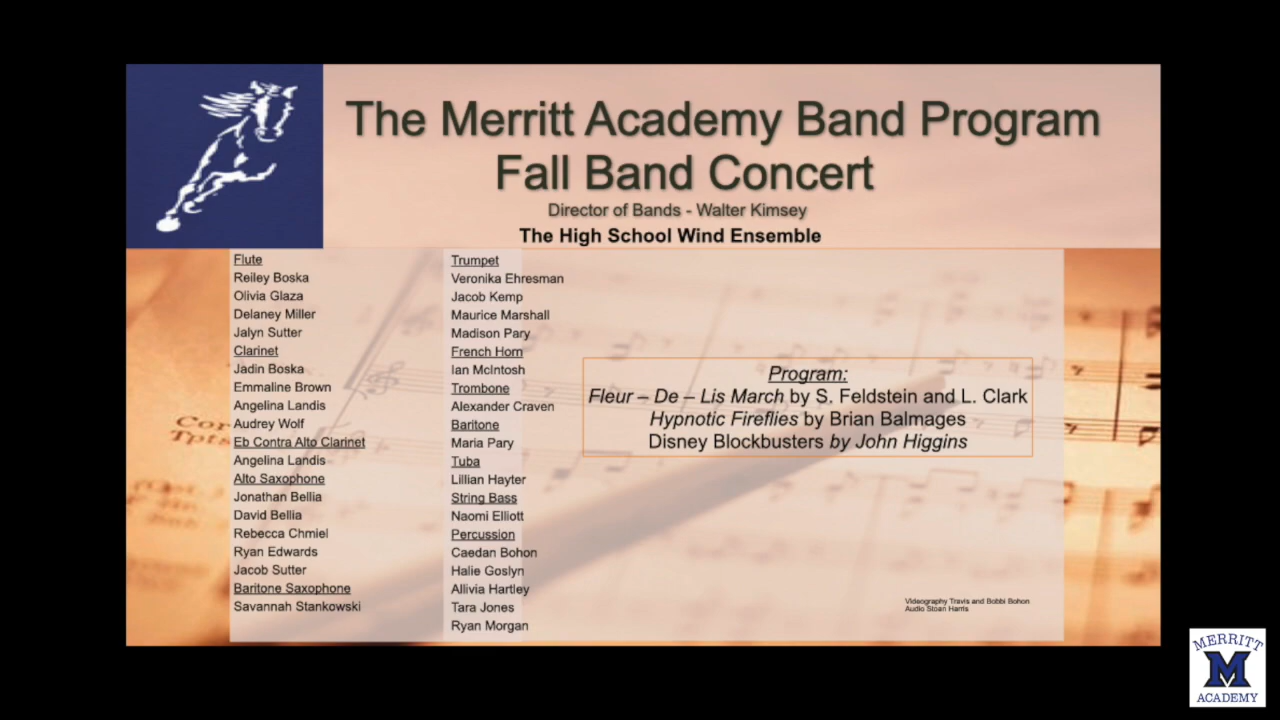 The Merritt Academy Band Program
Fall Band Concert
Director of Bands - Walter Kimsey
The High School Wind Ensemble
Flute
Reiley Boska
Olivia Glaza
Delaney Miller
Jalyn Sutter
Clarinet
Jadin Boska
Emmaline Brown
Angelina Landis
Audrey Wolf
Eb Contra Alto Clarinet
Angelina Landis
Alto Saxophone
Jonathan Bellia
David Bellia
Rebecca Chmiel
Ryan Edwards
Jacob Sutter
Baritone Saxophone
Savannah Stankowski
Trumpet
Veronika Ehresman
Jacob Kemp
Maurice Marshall
Madison Pary
French Horn
Ian McIntosh
Trombone
Alexander Craven
Baritone
Maria Pary
Tuba
Lillian Hayter
String Bass
Naomi Elliott
Percussion
Caedan Bohon
Halie Goslyn
Allivia Hartley
Tara Jones
Ryan Morgan
Program:
Fleur – De – Lis March by S. Feldstein and L. Clark
Hypnotic Fireflies by Brian Balmages
Disney Blockbusters by John Higgins
Videography Travis and Bobbi Bohon
Audio Sloan Harris
MERRITT
M
ACADEMY